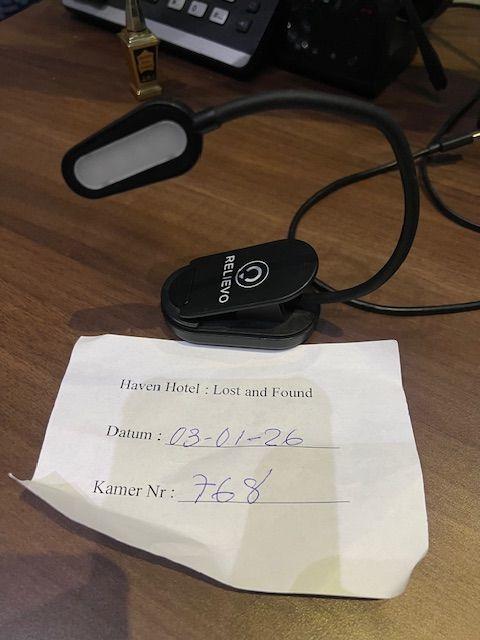 RELIEVO
Haven Hotel : Lost and Found
Datum : 03-01-26
Kamer Nr : 768